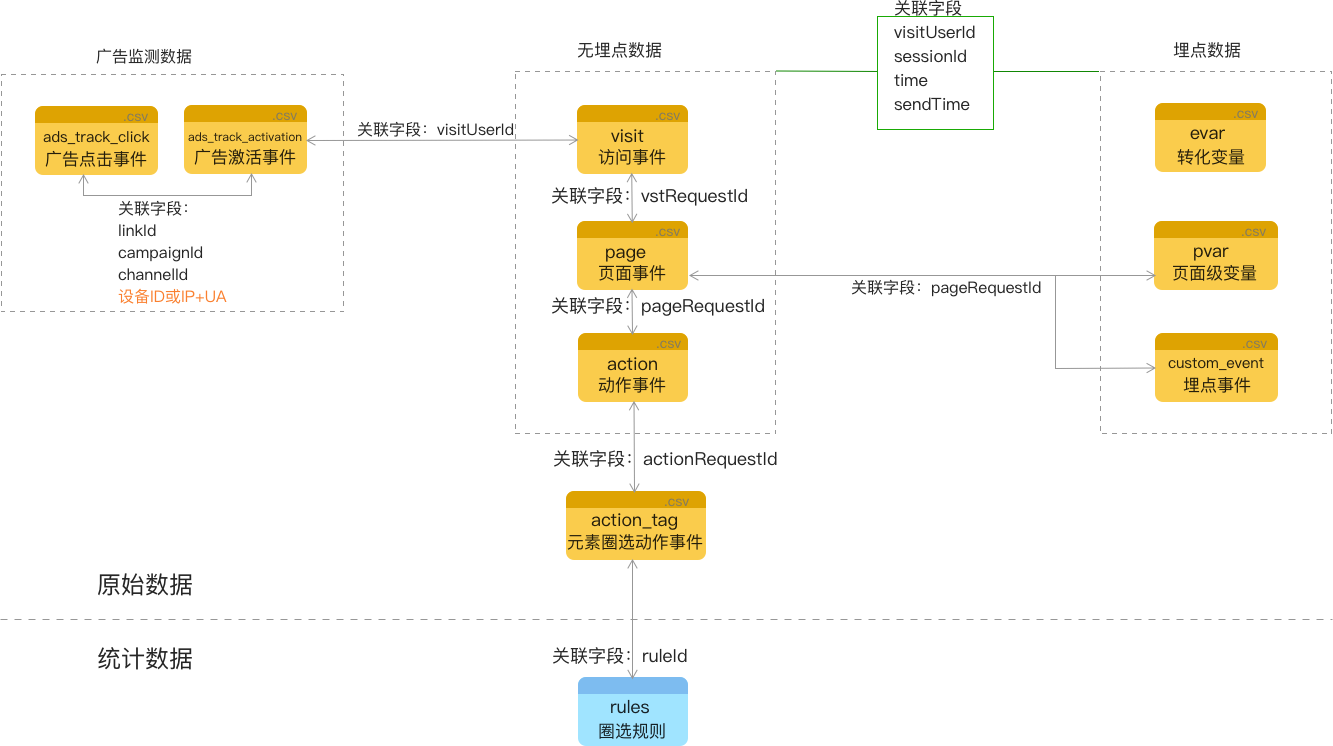 广告监测数据
.csv
ads_track_click
广告点击事件
.csv
ads_track_activation
广告激活事件
关联字段：
linkId
campaignId
channelId
设备ID或IP+UA
关联字段：visitUserId
无埋点数据
.csv
visit
访问事件
关联字段：vstRequestId
.csv
page
页面事件
关联字段：pageRequestId
.csv
action
动作事件
关联字段：actionRequestId
.csv
action_tag
元素圈选动作事件
关联字段
visitUserId
sessionId
time
sendTime
关联字段：pageRequestId
埋点数据
.csv
evar
转化变量
.csv
pvar
页面级变量
.csv
custom_event
埋点事件
原始数据
统计数据
关联字段：ruleId
rules
圈选规则